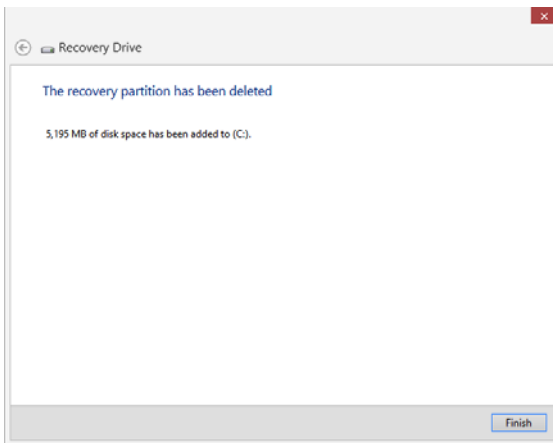 Recovery Drive
The recovery partition has been deleted
5,195 MB of disk space has been added to (C:).
Finish